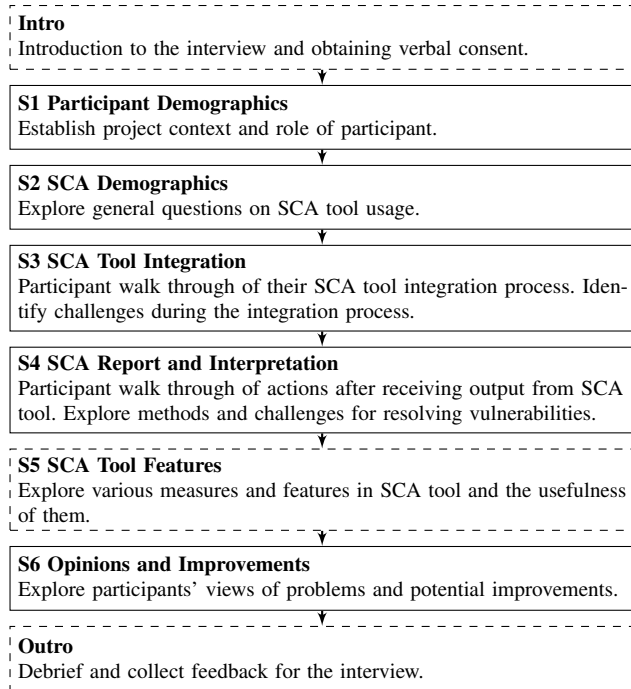 Intro
Introduction to the interview and obtaining verbal consent.
S1 Participant Demographics
Establish project context and role of participant.
S2 SCA Demographics
Explore general questions on SCA tool usage.
S3 SCA Tool Integration
Participant walk through of their SCA tool integration process. Iden-
tify challenges during the integration process.
S4 SCA Report and Interpretation
Participant walk through of actions after receiving output from SCA
tool. Explore methods and challenges for resolving vulnerabilities.
S5 SCA Tool Features
Explore various measures and features in SCA tool and the usefulness
of them.
S6 Opinions and Improvements
Explore participants’ views of problems and potential improvements.
Outro
Debrief and collect feedback for the interview.